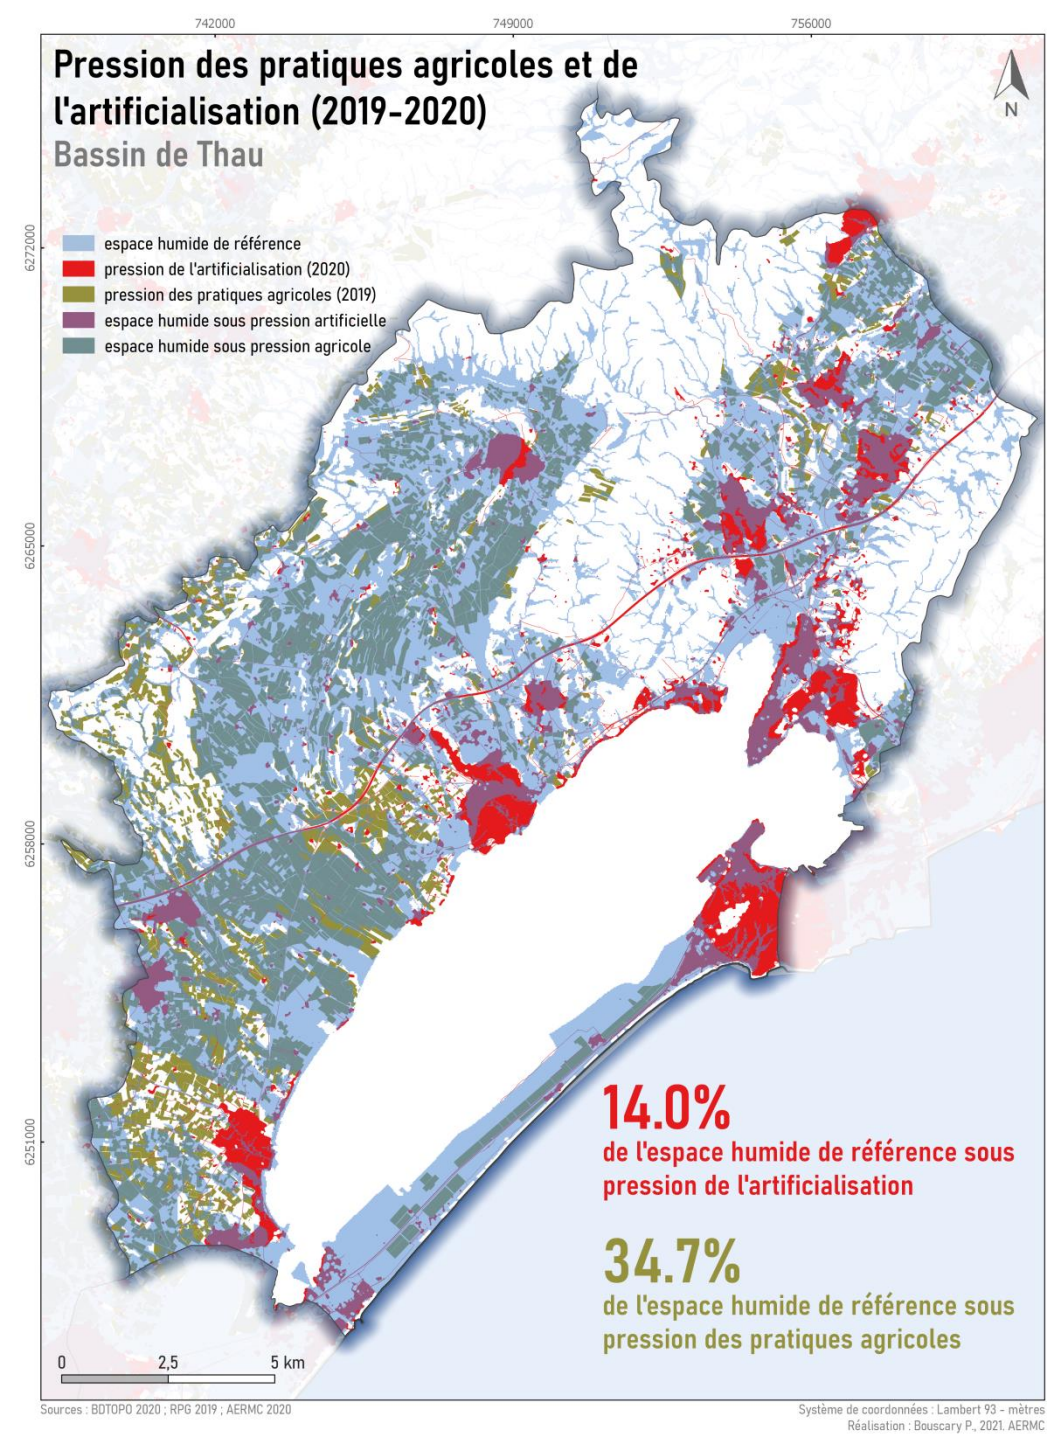 742000
749000
756000
Pression des pratiques agricoles et de
l'artificialisation (2019-2020)
Bassin de Thau
N
6272000
espace humide de référence
pression de l'artificialisation (2020)
pression des pratiques agricoles (2019)
espace humide sous pression artificielle
espace humide sous pression agricole
6265000
6258000
6251000
14.0%
de l'espace humide de référence sous
pression de l'artificialisation
34.7%
de l'espace humide de référence sous
pression des pratiques agricoles
0 2,5 5 km
Sources : BDTOPO 2020 ; RPG 2019 ; AERMC 2020
Système de coordonnées : Lambert 93 - mètres
Réalisation : Bouscary P., 2021. AERMC